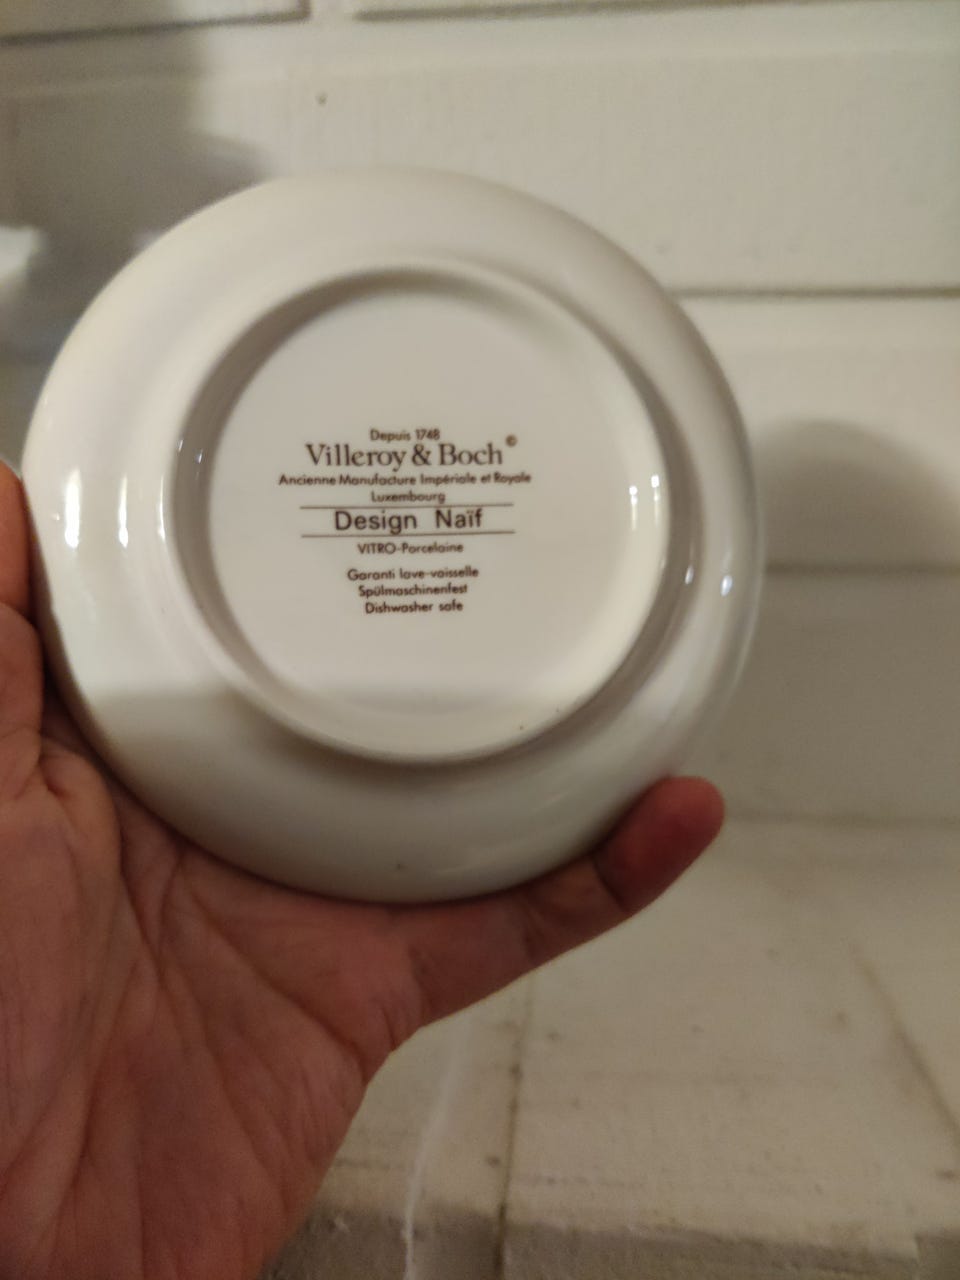 Depuis 1748
Villeroy & Boch©
Ancienne Manufacture Impériale et Royale
Luxembourg
Design Naïf
VITRO-Porcelaine
Garanti lave-vaisselle
Spülmaschinenfest
Dishwasher safe